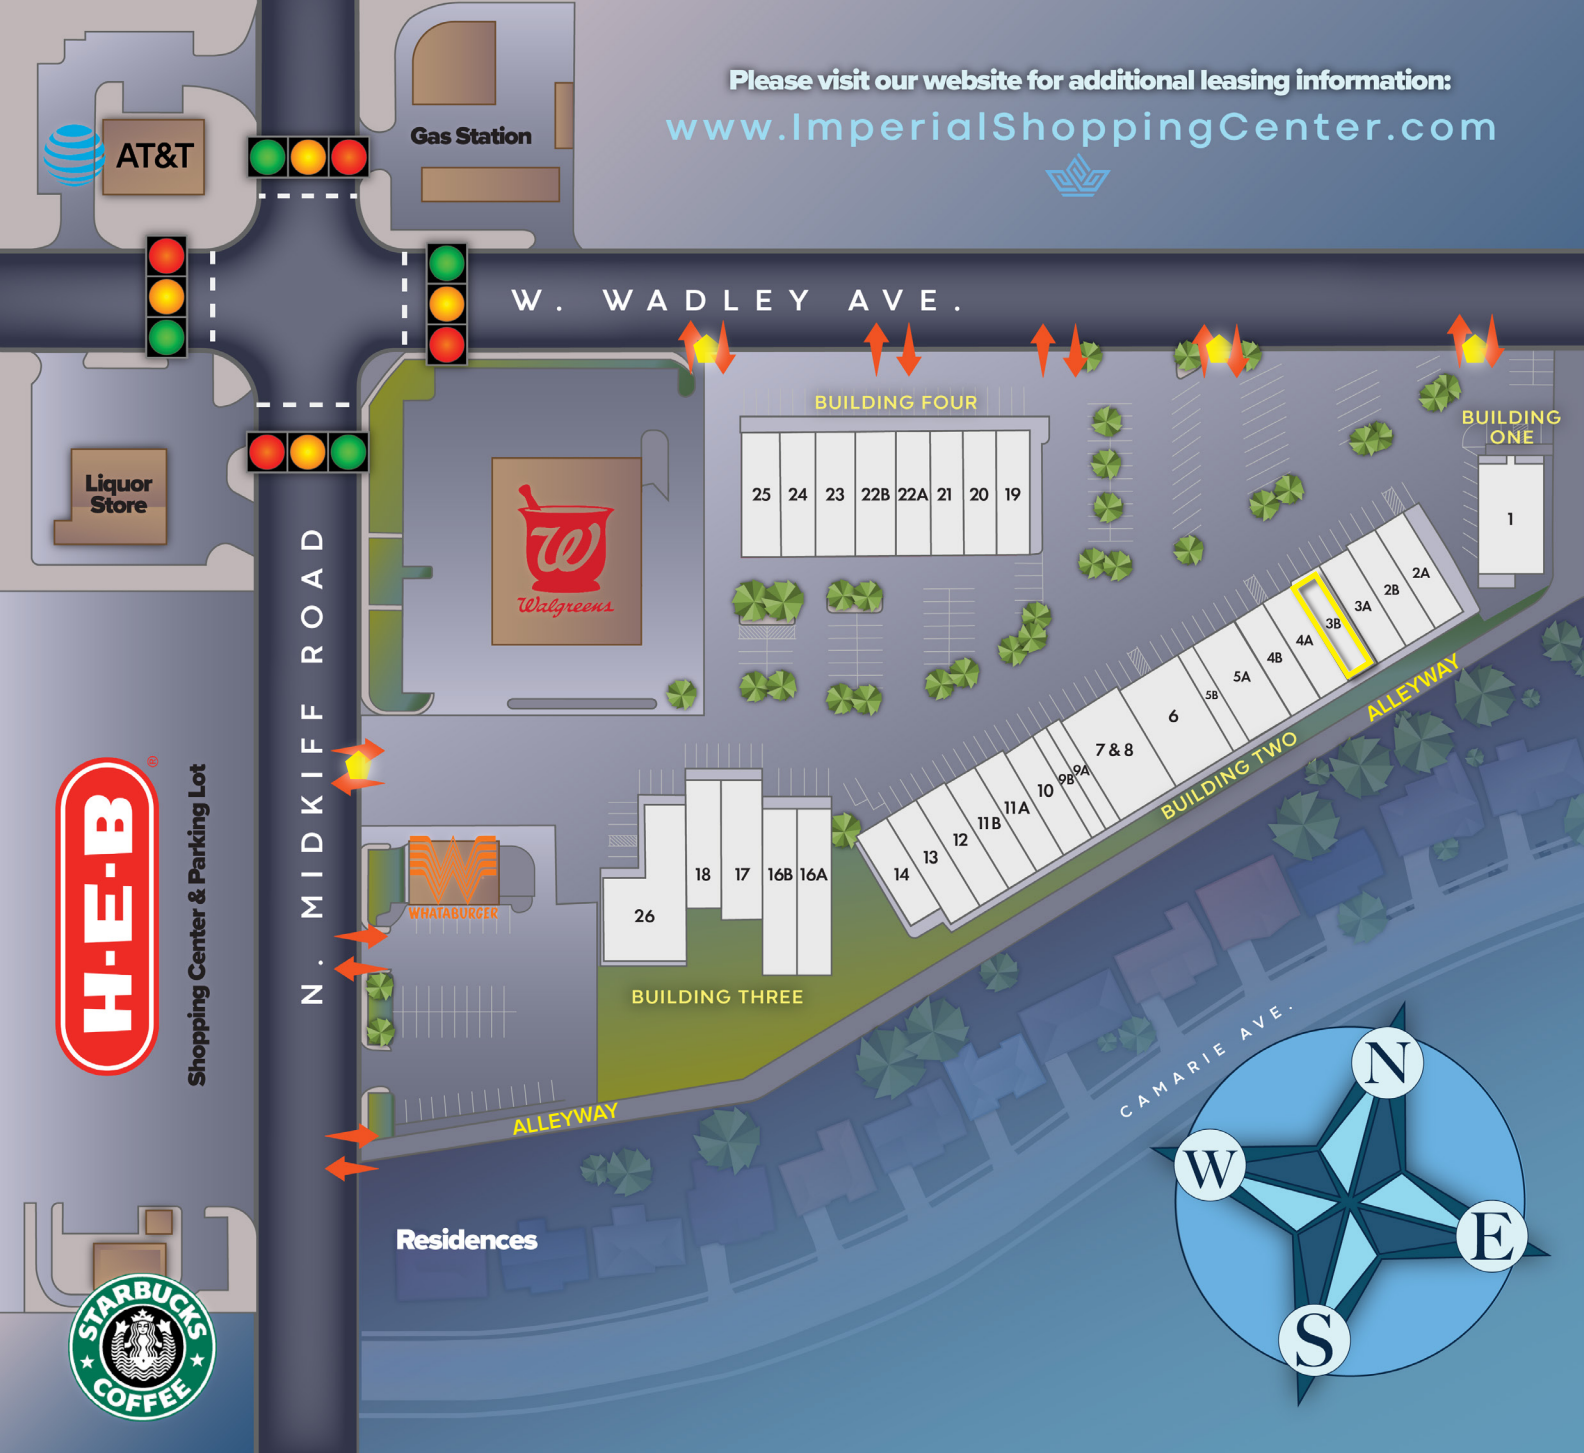 Please visit our website for additional leasing information:
www.ImperialShoppingCenter.com
Gas Station
AT&T
W. WADLEY AVE.
BUILDING FOUR
25 24 23 22B 22A 21 20 19
BUILDING
ONE
1
Liquor
Store
Walgreens
N. MIDKIFF ROAD
2A
2B
3A
3B
4A
4B
5A
5B
6
7 & 8
9A
9B
10
11A
11B
12
13
14
BUILDING TWO
ALLEYWAY
H-E-B
®
Shopping Center & Parking Lot
W
WHATABURGER
26 18 17 16B 16A
BUILDING THREE
ALLEYWAY
CAMARIE AVE.
Residences
N
W
E
S
STARBUCKS
COFFEE